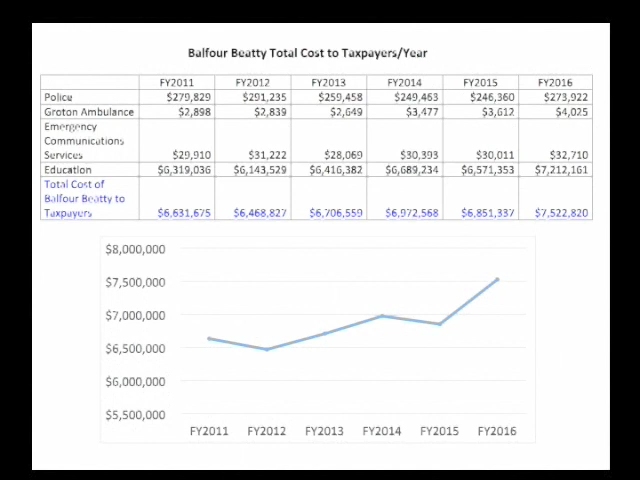 Balfour Beatty Total Cost to Taxpayers/Year
FY2011 FY2012 FY2013 FY2014 FY2015 FY2016
Police $279,829 $291,235 $259,458 $249,463 $246,360 $273,922
Groton Ambulance $2,898 $2,839 $2,649 $3,477 $3,612 $4,025
Emergency
Communications
Services $29,910 $31,222 $28,069 $30,393 $30,011 $32,710
Education $6,319,036 $6,143,529 $6,416,382 $6,689,234 $6,571,353 $7,212,161
Total Cost of
Balfour Beatty to
Taxpayers $6,631,675 $6,468,827 $6,706,559 $6,972,568 $6,851,337 $7,522,820
$8,000,000
$7,500,000
$7,000,000
$6,500,000
$6,000,000
$5,500,000
FY2011 FY2012 FY2013 FY2014 FY2015 FY2016